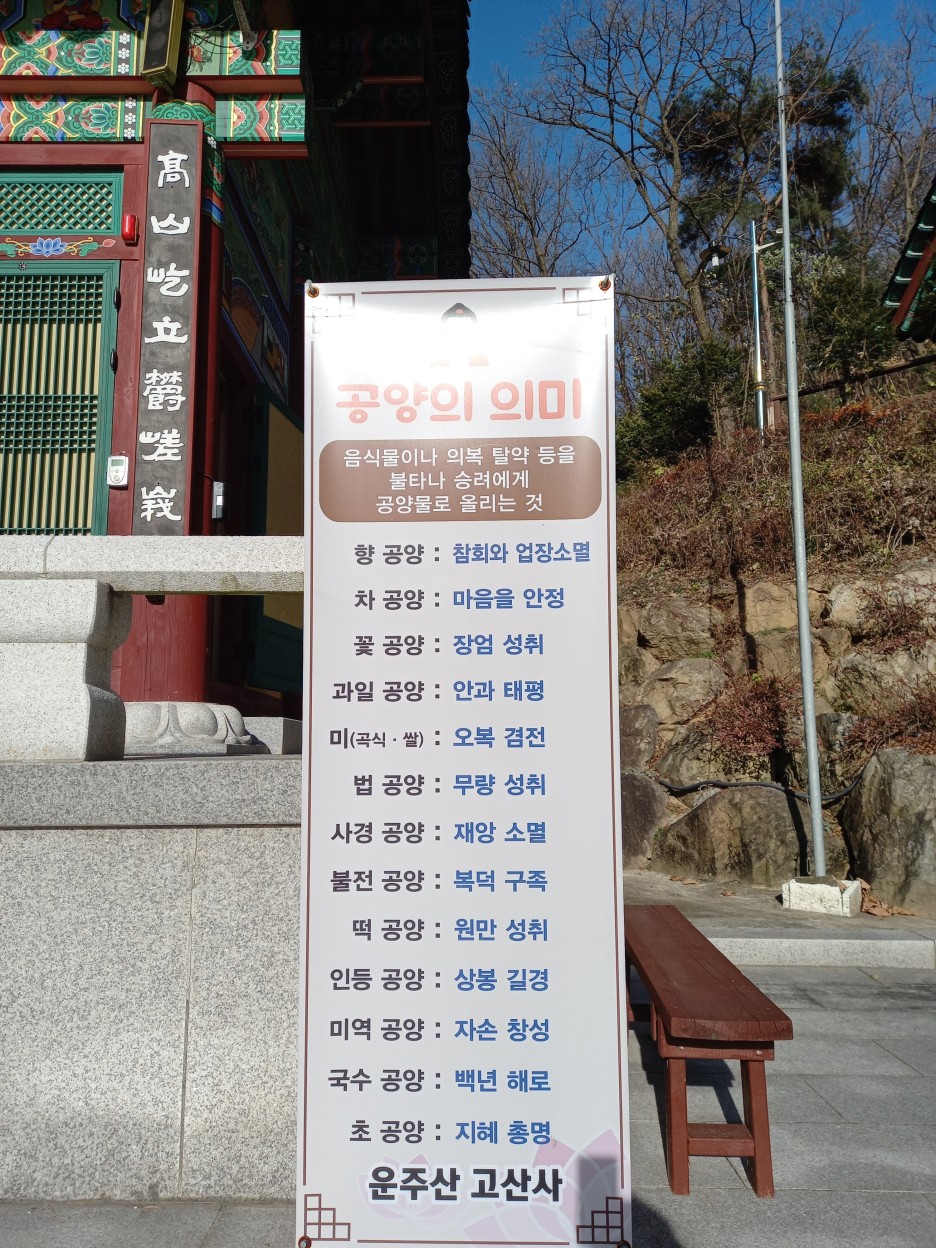 高山屹立欝嵯峩
공양의 의미
음식물이나 의복 탈약 등을
불타나 승려에게
공양물로 올리는 것
향 공양 : 참회와 업장소멸
차 공양 : 마음을 안정
꽃 공양 : 장엄 성취
과일 공양 : 안과 태평
미(곡식 · 쌀) : 오복 겸전
법 공양 : 무량 성취
사경 공양 : 재앙 소멸
불전 공양 : 복덕 구족
떡 공양 : 원만 성취
인등 공양 : 상봉 길경
미역 공양 : 자손 창성
국수 공양 : 백년 해로
초 공양 : 지혜 총명
운주산 고산사